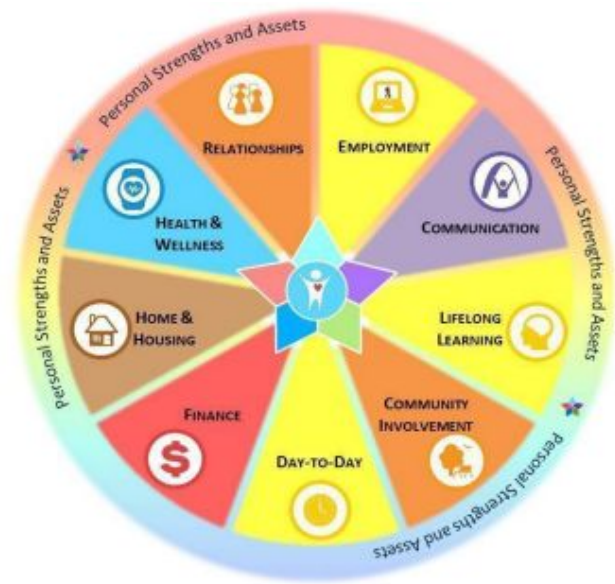 Personal Strengths and Assets
RELATIONSHIPS
EMPLOYMENT
COMMUNICATION
LIFELONG
LEARNING
COMMUNITY
INVOLVEMENT
DAY-TO-DAY
FINANCE
HOME &
HOUSING
HEALTH &
WELLNESS
Personal Strengths and Assets
Personal Strengths and Assets
Personal Strengths and Assets
$